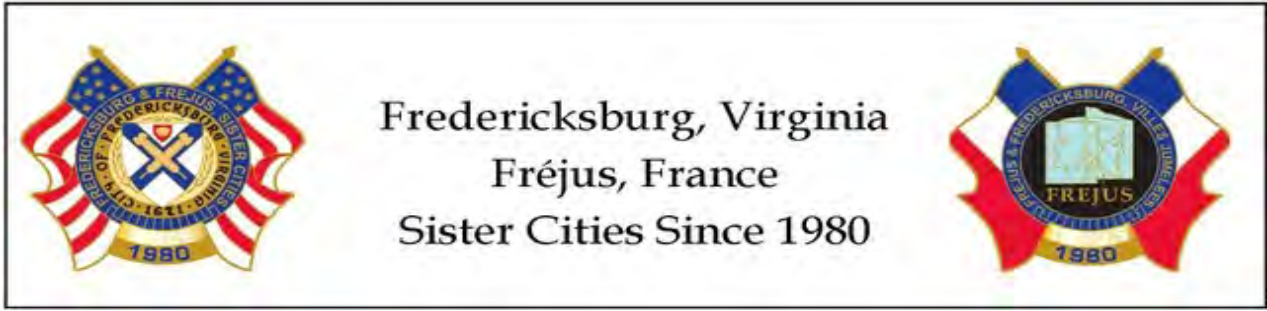 FREDERICKSBURG & FREJUS SISTER CITIES
CITY OF FREDERICKSBURG VIRGINIA
1980
Fredericksburg, Virginia
Fréjus, France
Sister Cities Since 1980
FREJUS & FREDERICKSBURG, VILLES JUMELEES
FREJUS
1980